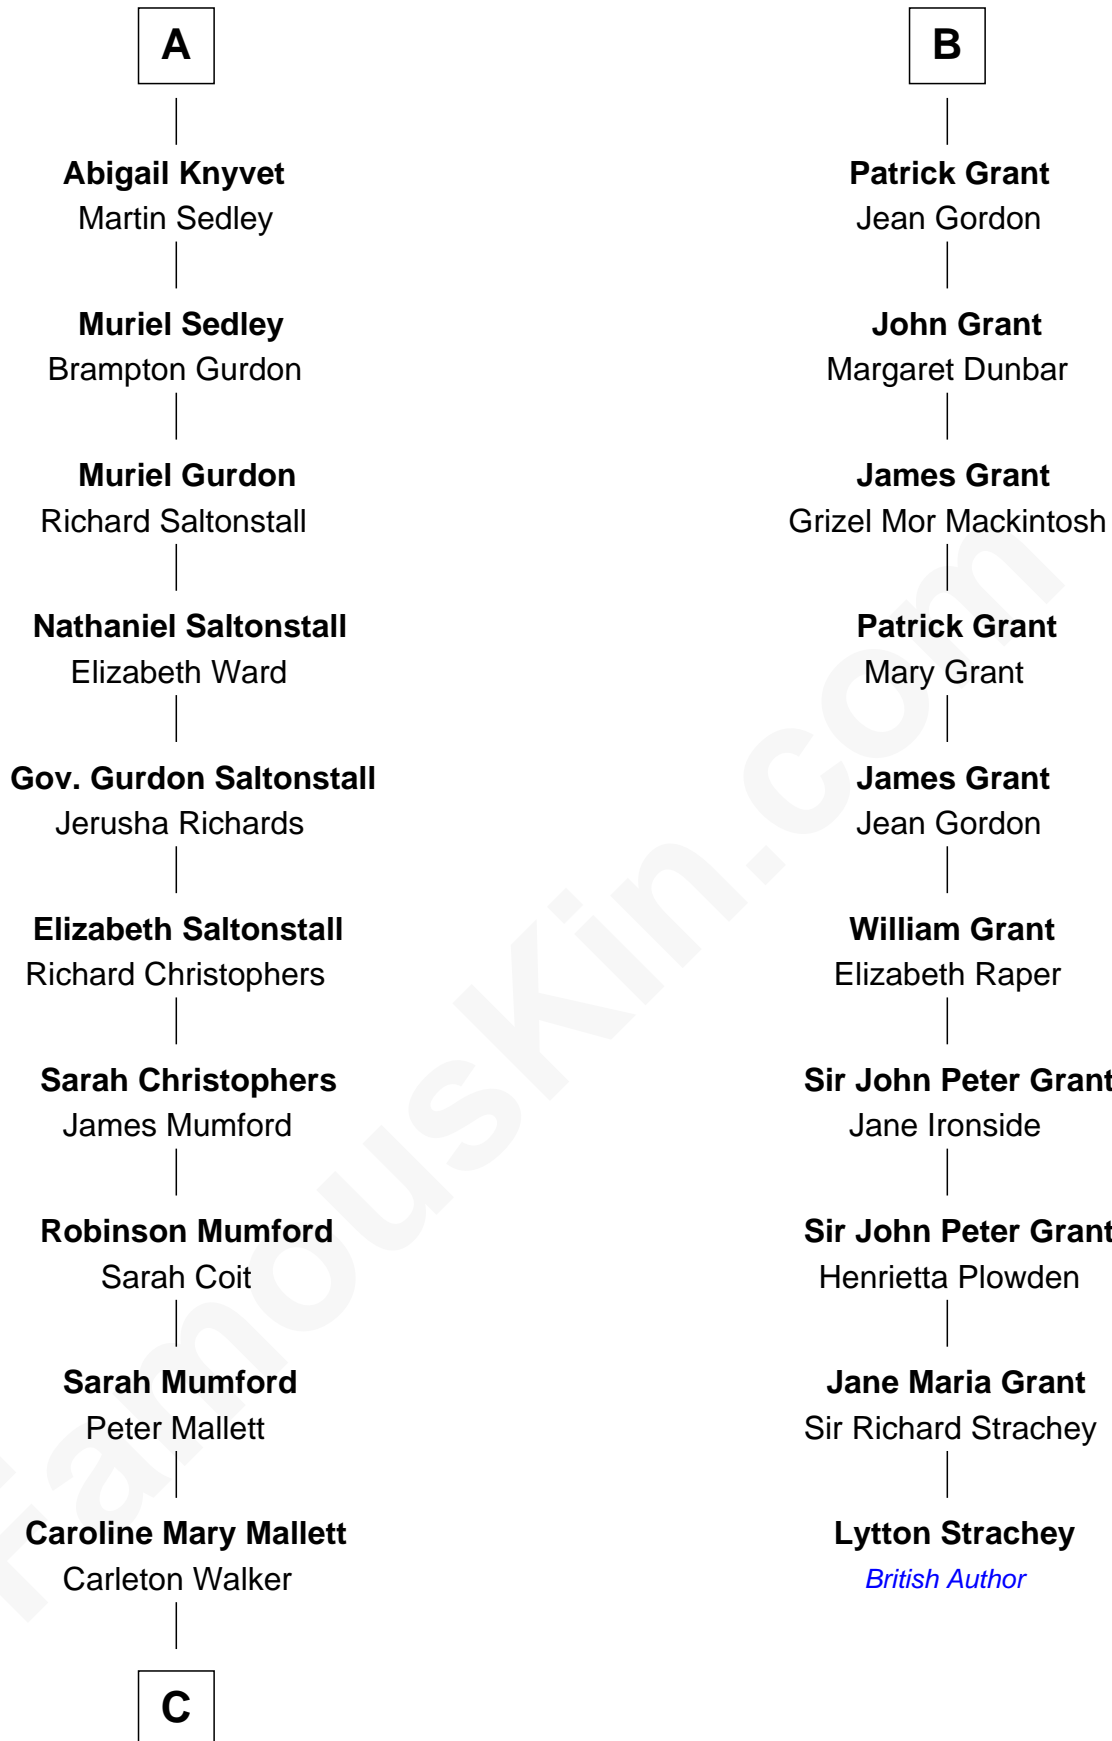 A
Abigail Knyvet
Martin Sedley
Muriel Sedley
Brampton Gurdon
Muriel Gurdon
Richard Saltonstall
Nathaniel Saltonstall
Elizabeth Ward
Gov. Gurdon Saltonstall
Jerusha Richards
Elizabeth Saltonstall
Richard Christophers
Sarah Christophers
James Mumford
Robinson Mumford
Sarah Coit
Sarah Mumford
Peter Mallett
Caroline Mary Mallett
Carleton Walker
C
B
Patrick Grant
Jean Gordon
John Grant
Margaret Dunbar
James Grant
Grizel Mor Mackintosh
Patrick Grant
Mary Grant
James Grant
Jean Gordon
William Grant
Elizabeth Raper
Sir John Peter Grant
Jane Ironside
Sir John Peter Grant
Henrietta Plowden
Jane Maria Grant
Sir Richard Strachey
Lytton Strachey
British Author
FamousKin.com